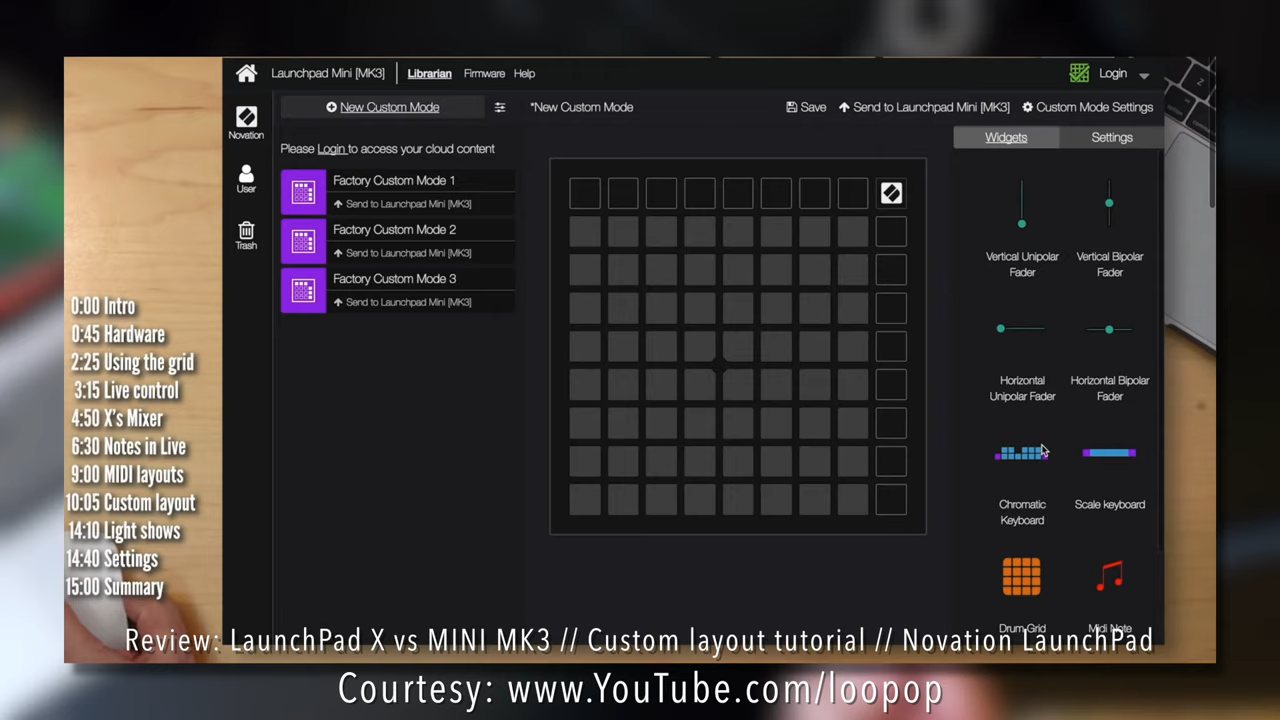 Launchpad Mini [MK3] Librarian Firmware Help Login
Novation
User
Trash
New Custom Mode
*New Custom Mode
Save Send to Launchpad Mini [MK3] Custom Mode Settings
Please Login to access your cloud content
Factory Custom Mode 1
Send to Launchpad Mini [MK3]
Factory Custom Mode 2
Send to Launchpad Mini [MK3]
Factory Custom Mode 3
Send to Launchpad Mini [MK3]
Widgets Settings
Vertical Unipolar Fader
Vertical Bipolar Fader
Horizontal Unipolar Fader
Horizontal Bipolar Fader
Chromatic Keyboard
Scale keyboard
Drum Grid
Midi Note
0:00 Intro
0:45 Hardware
2:25 Using the grid
3:15 Live control
4:50 X's Mixer
6:30 Notes in Live
9:00 MIDI layouts
10:05 Custom layout
14:10 Light shows
14:40 Settings
15:00 Summary
Review: LaunchPad X vs MINI MK3 // Custom layout tutorial // Novation LaunchPad
Courtesy: www.YouTube.com/loopop